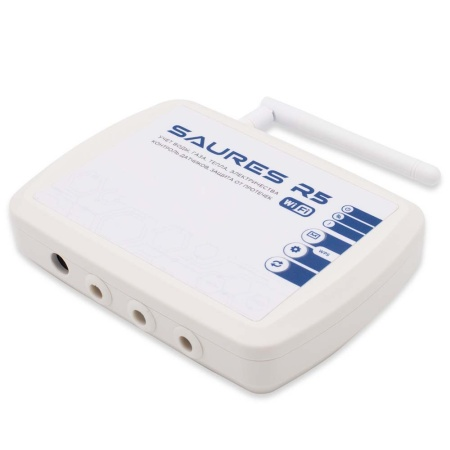 SAURES R5
УЧЕТ ВОДЫ, ГАЗА, ТЕПЛА, ЭЛЕКТРИЧЕСТВА
КОНТРОЛЬ ДАТЧИКОВ, ЗАЩИТА ОТ ПРОТЕЧЕК
WiFi
WPS